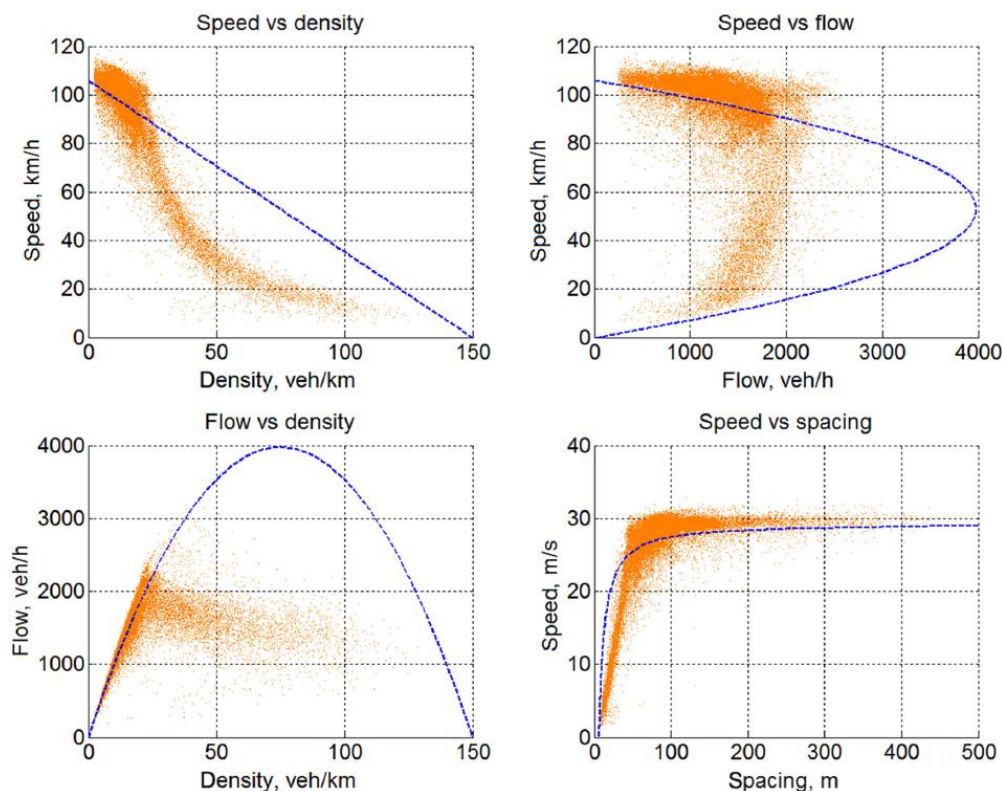 Speed vs density
120
100
80
60
40
20
0
Speed, km/h
0 50 100 150
Density, veh/km
Speed vs flow
120
100
80
60
40
20
0
Speed, km/h
0 1000 2000 3000 4000
Flow, veh/h
Flow vs density
4000
3000
2000
1000
0
Flow, veh/h
0 50 100 150
Density, veh/km
Speed vs spacing
40
30
20
10
0
Speed, m/s
0 100 200 300 400 500
Spacing, m